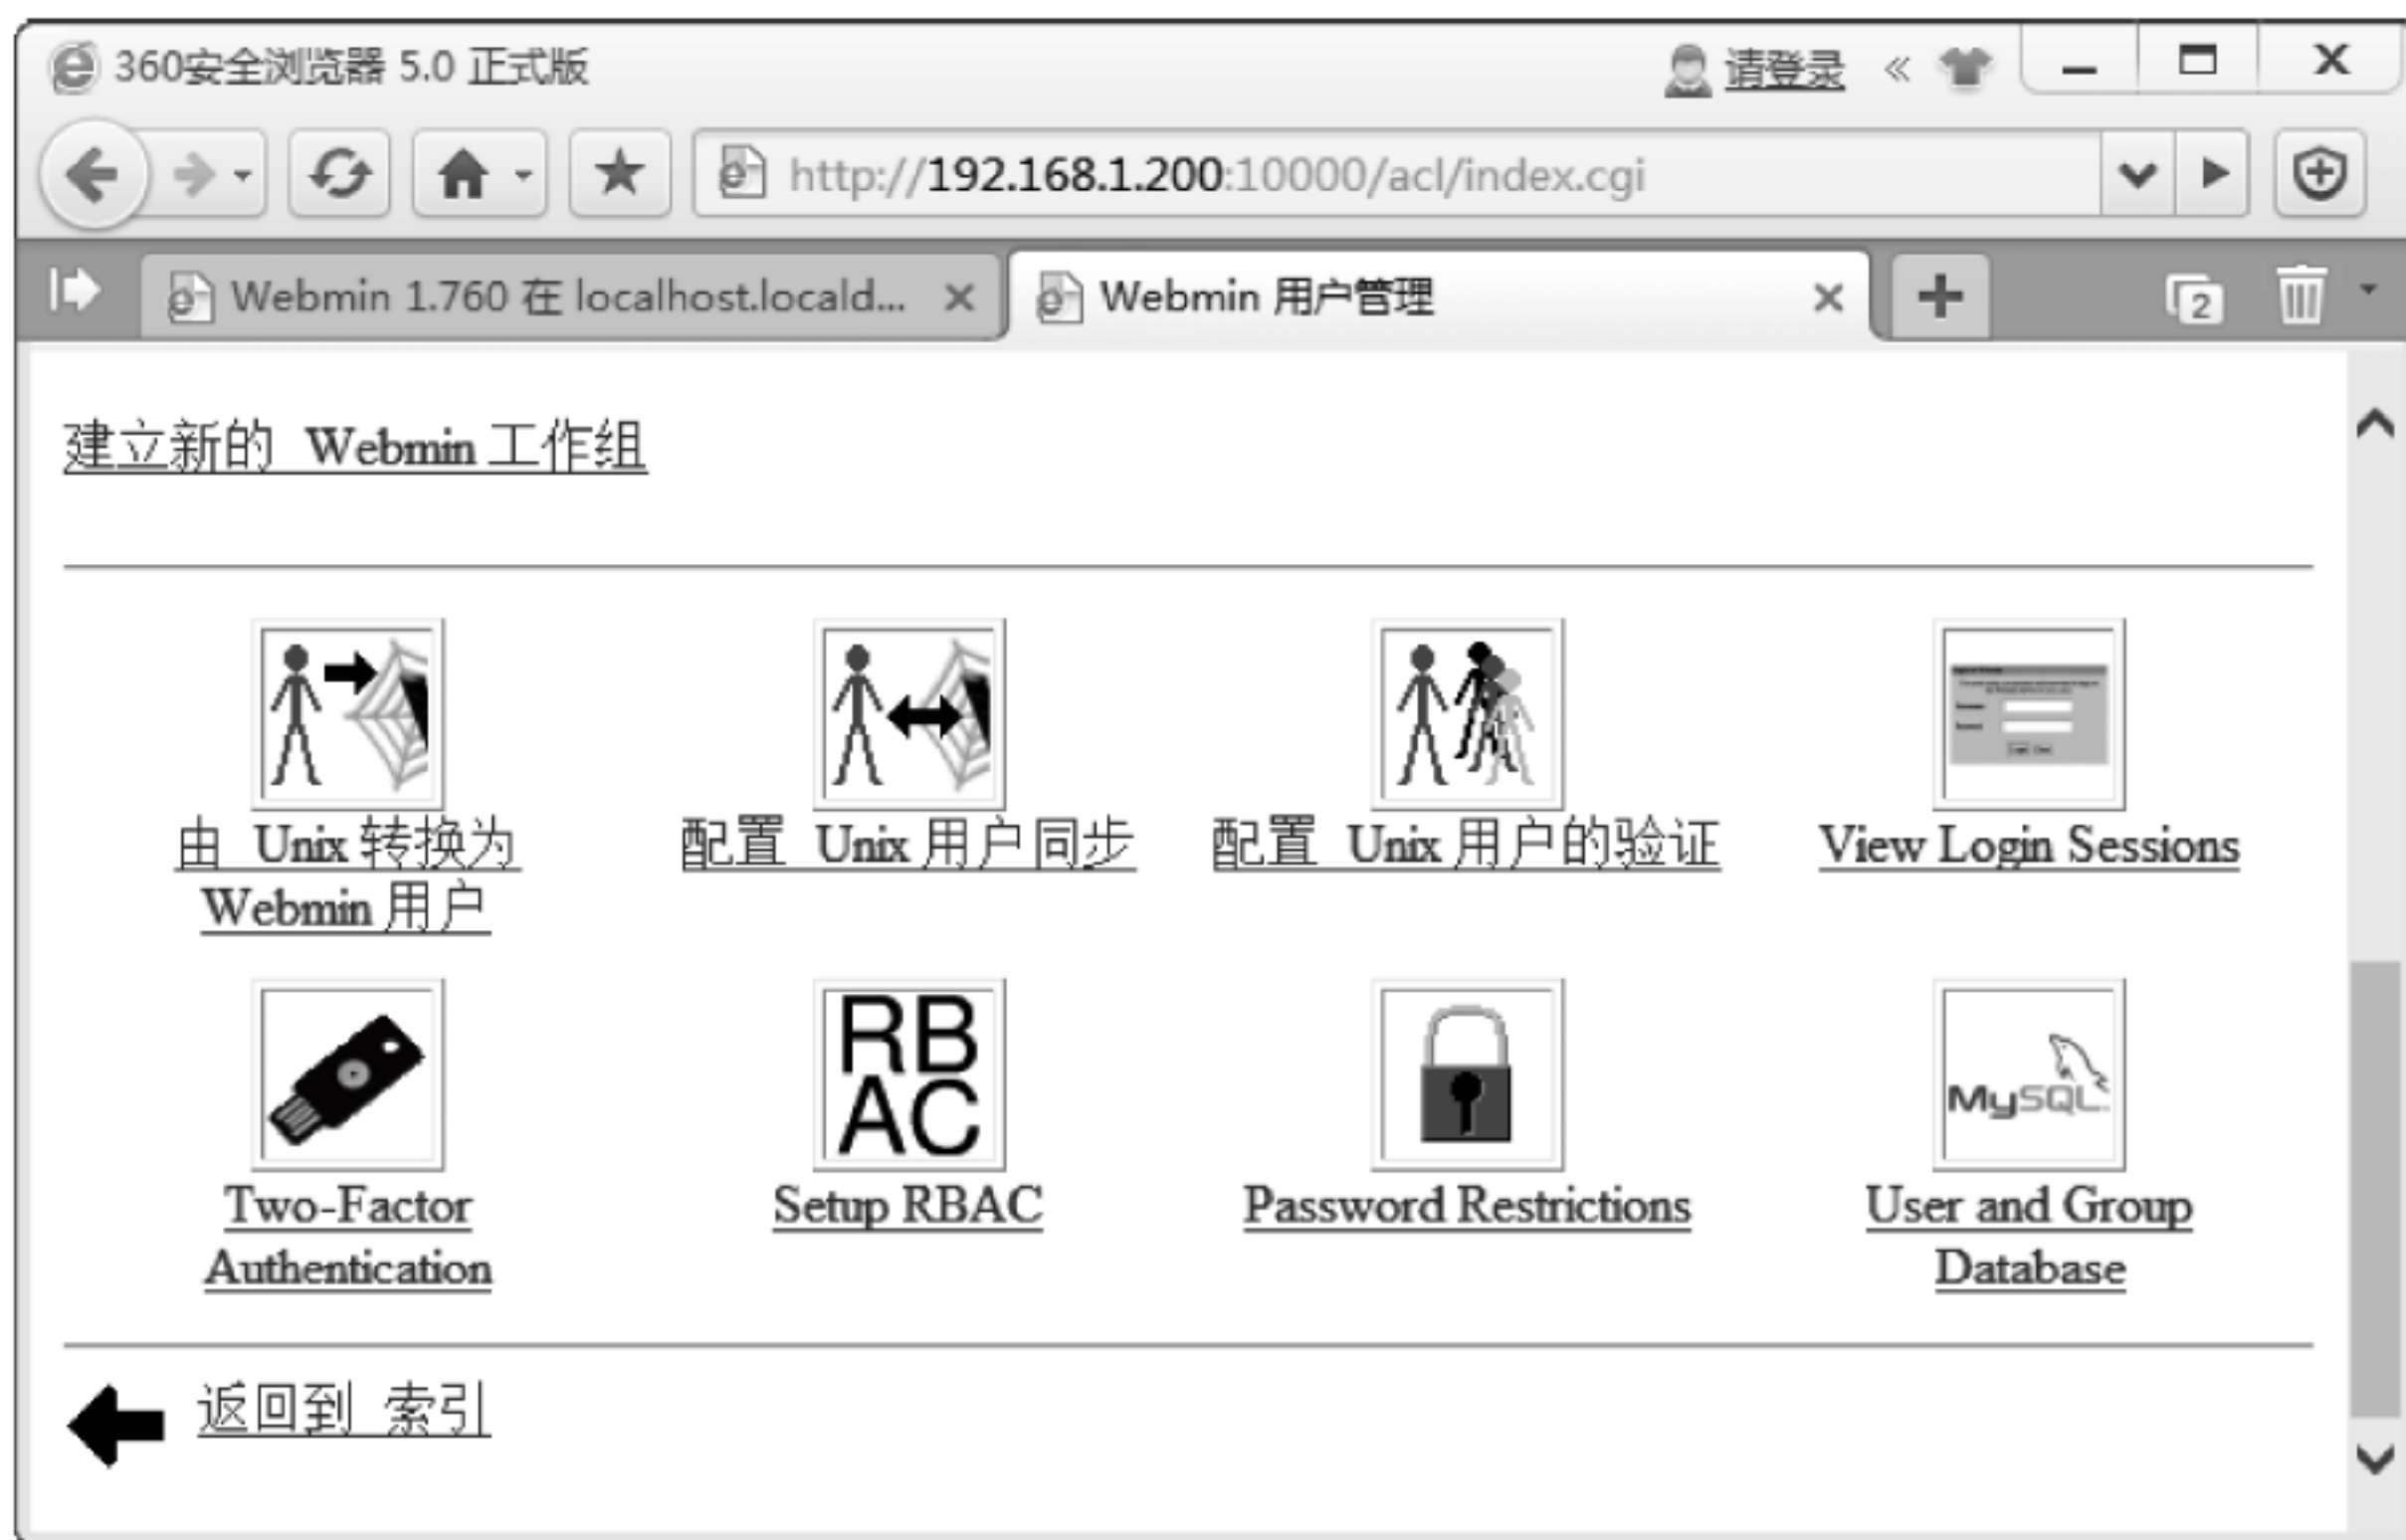 360安全浏览器 5.0 正式版
请登录
http://192.168.1.200:10000/acl/index.cgi
Webmin 1.760 在 localhost.locald...
Webmin 用户管理
2
建立新的 Webmin 工作组
由 Unix 转换为
Webmin 用户
配置 Unix 用户同步
配置 Unix 用户的验证
View Login Sessions
RB
AC
MySQL
Two-Factor
Authentication
Setup RBAC
Password Restrictions
User and Group
Database
返回到 索引